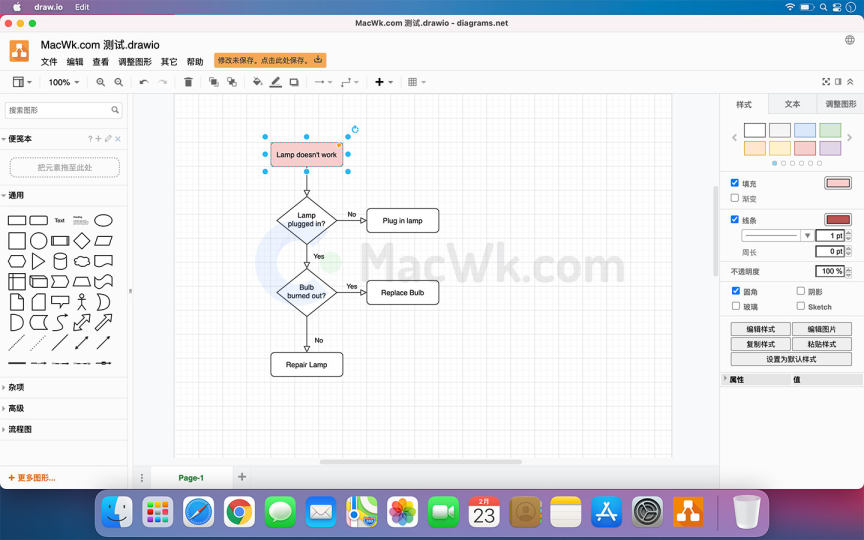 draw.io Edit
MacWk.com 测试.drawio - diagrams.net
MacWk.com 测试.drawio
文件 编辑 查看 调整图形 其它 帮助
修改未保存。点击此处保存。
100%
搜索图形
便笺本
把元素拖至此处
通用
Text
Heading
杂项
高级
流程图
+ 更多图形...
Lamp doesn't work
Lamp
plugged in?
No
Plug in lamp
Yes
MacWk.com
Bulb
burned out?
Yes
Replace Bulb
No
Repair Lamp
Page-1
样式 文本 调整图形
填充
渐变
线条
1 pt
周长
0 pt
不透明度
100 %
圆角 阴影
玻璃 Sketch
编辑样式 编辑图片
复制样式 粘贴样式
设置为默认样式
属性 值
2月
23